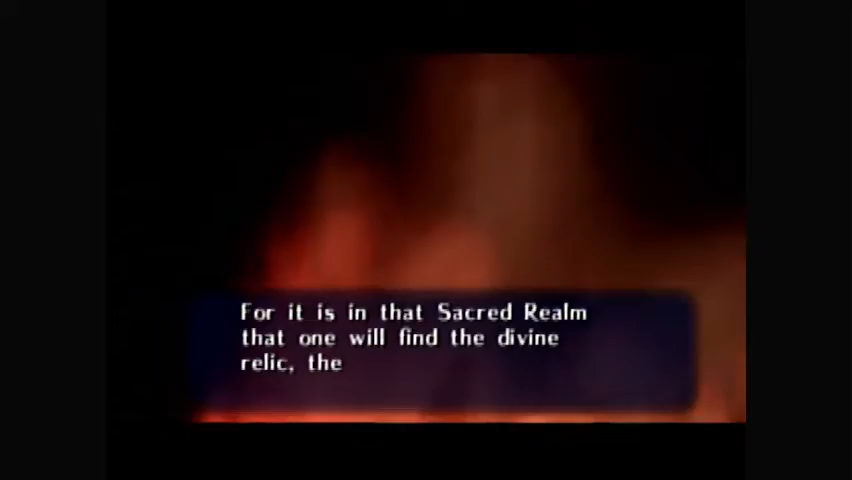 For it is in that Sacred Realm
that one will find the divine
relic, the